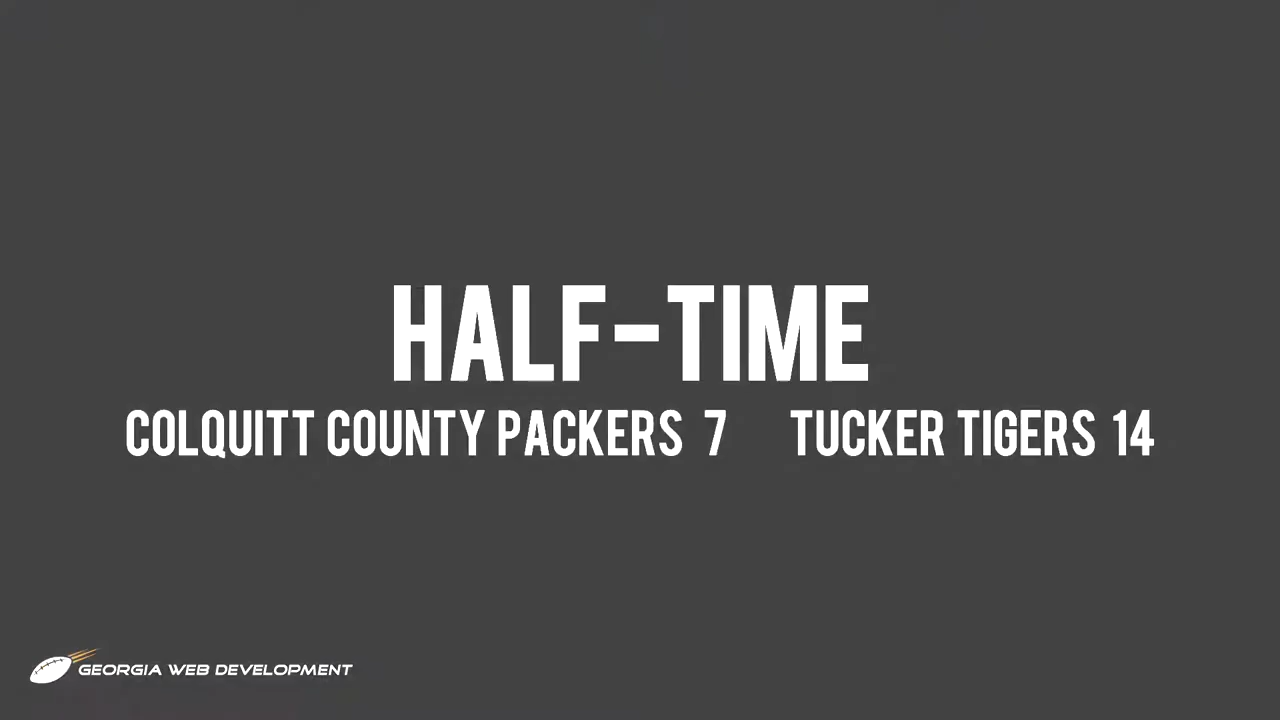 HALF-TIME
COLQUITT COUNTY PACKERS 7 TUCKER TIGERS 14
GEORGIA WEB DEVELOPMENT